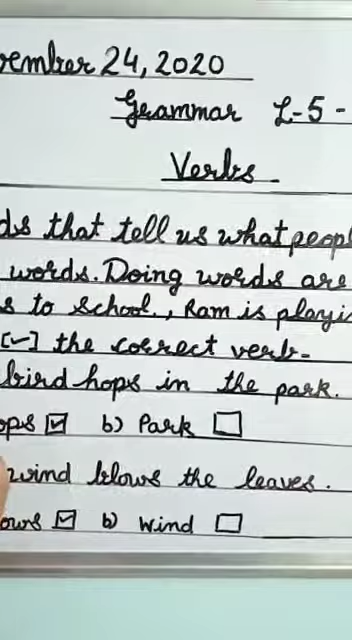 vember 24, 2020
Grammar L-5 -
Verbs -
ds that tell us what peopl
words. Doing words are
s to school., Ram is playi
[✓] the correct verb-
bird hops in the park.
ops ☑ b) Park ☐
wind blows the leaves.
ows ☑ b) Wind ☐